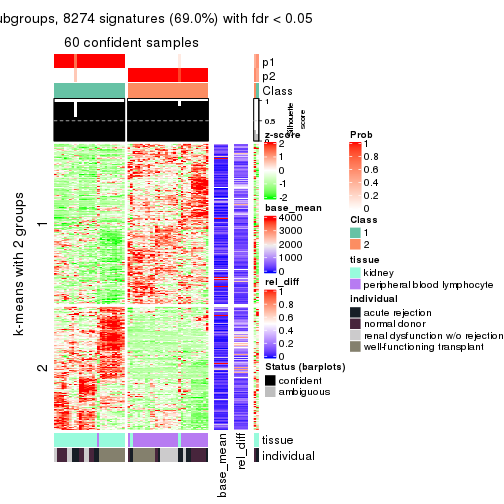 ubgroups, 8274 signatures (69.0%) with fdr < 0.05
60 confident samples
p1
p2
Class
1
0.5
0
Silhouette
score
k-means with 2 groups
1
2
z-score
2
1
0
-1
-2
base_mean
4000
3000
2000
1000
0
rel_diff
1
0.8
0.6
0.4
0.2
0
Status (barplots)
confident
ambiguous
Prob
1
0.8
0.6
0.4
0.2
0
Class
1
2
tissue
kidney
peripheral blood lymphocyte
individual
acute rejection
normal donor
renal dysfunction w/o rejection
well-functioning transplant
tissue
individual
base_mean
rel_diff